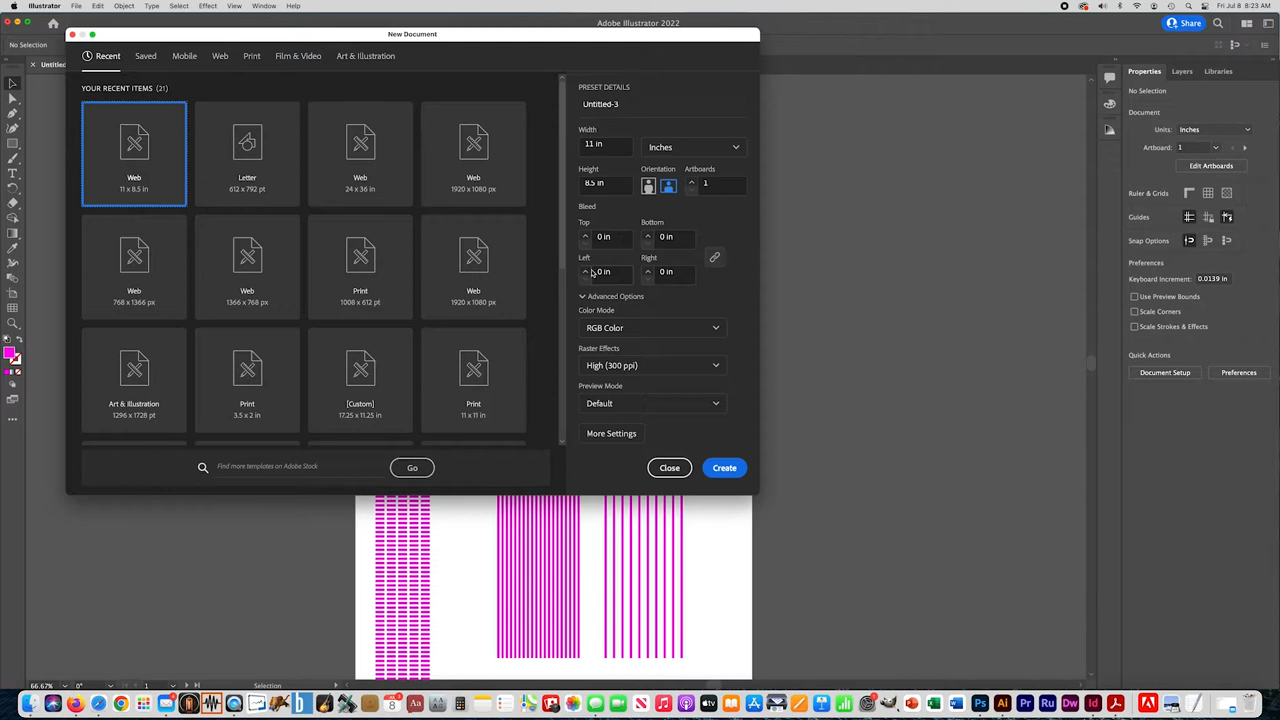 Illustrator File Edit Object Type Select Effect View Window Help Fri Jul 8 8:23 AM
Adobe Illustrator 2022
Share
No Selection
Untitled
New Document
Recent Saved Mobile Web Print Film & Video Art & Illustration
YOUR RECENT ITEMS (21)
Web
11 x 8.5 in
Letter
612 x 792 pt
Web
24 x 36 in
Web
1920 x 1080 px
Web
768 x 1366 px
Web
1366 x 768 px
Print
1008 x 612 pt
Web
1920 x 1080 px
Art & Illustration
1296 x 1728 pt
Print
3.5 x 2 in
[Custom]
17.25 x 11.25 in
Print
11 x 11 in
Find more templates on Adobe Stock
Go
PRESET DETAILS
Untitled-3
Width
11 in Inches
Height Orientation Artboards
8.5 in 1
Bleed
Top Bottom
0 in 0 in
Left Right
0 in 0 in
Advanced Options
Color Mode
RGB Color
Raster Effects
High (300 ppi)
Preview Mode
Default
More Settings
Close Create
Properties Layers Libraries
No Selection
Document
Units: Inches
Artboard: 1
Edit Artboards
Ruler & Grids
Guides
Snap Options
Preferences
Keyboard Increment: 0.0139 in
Use Preview Bounds
Scale Corners
Scale Strokes & Effects
Quick Actions
Document Setup Preferences
66.67% 0° 1 Selection
JUL
8
Aa
b
Ps Ai Pr Ru Dw Id